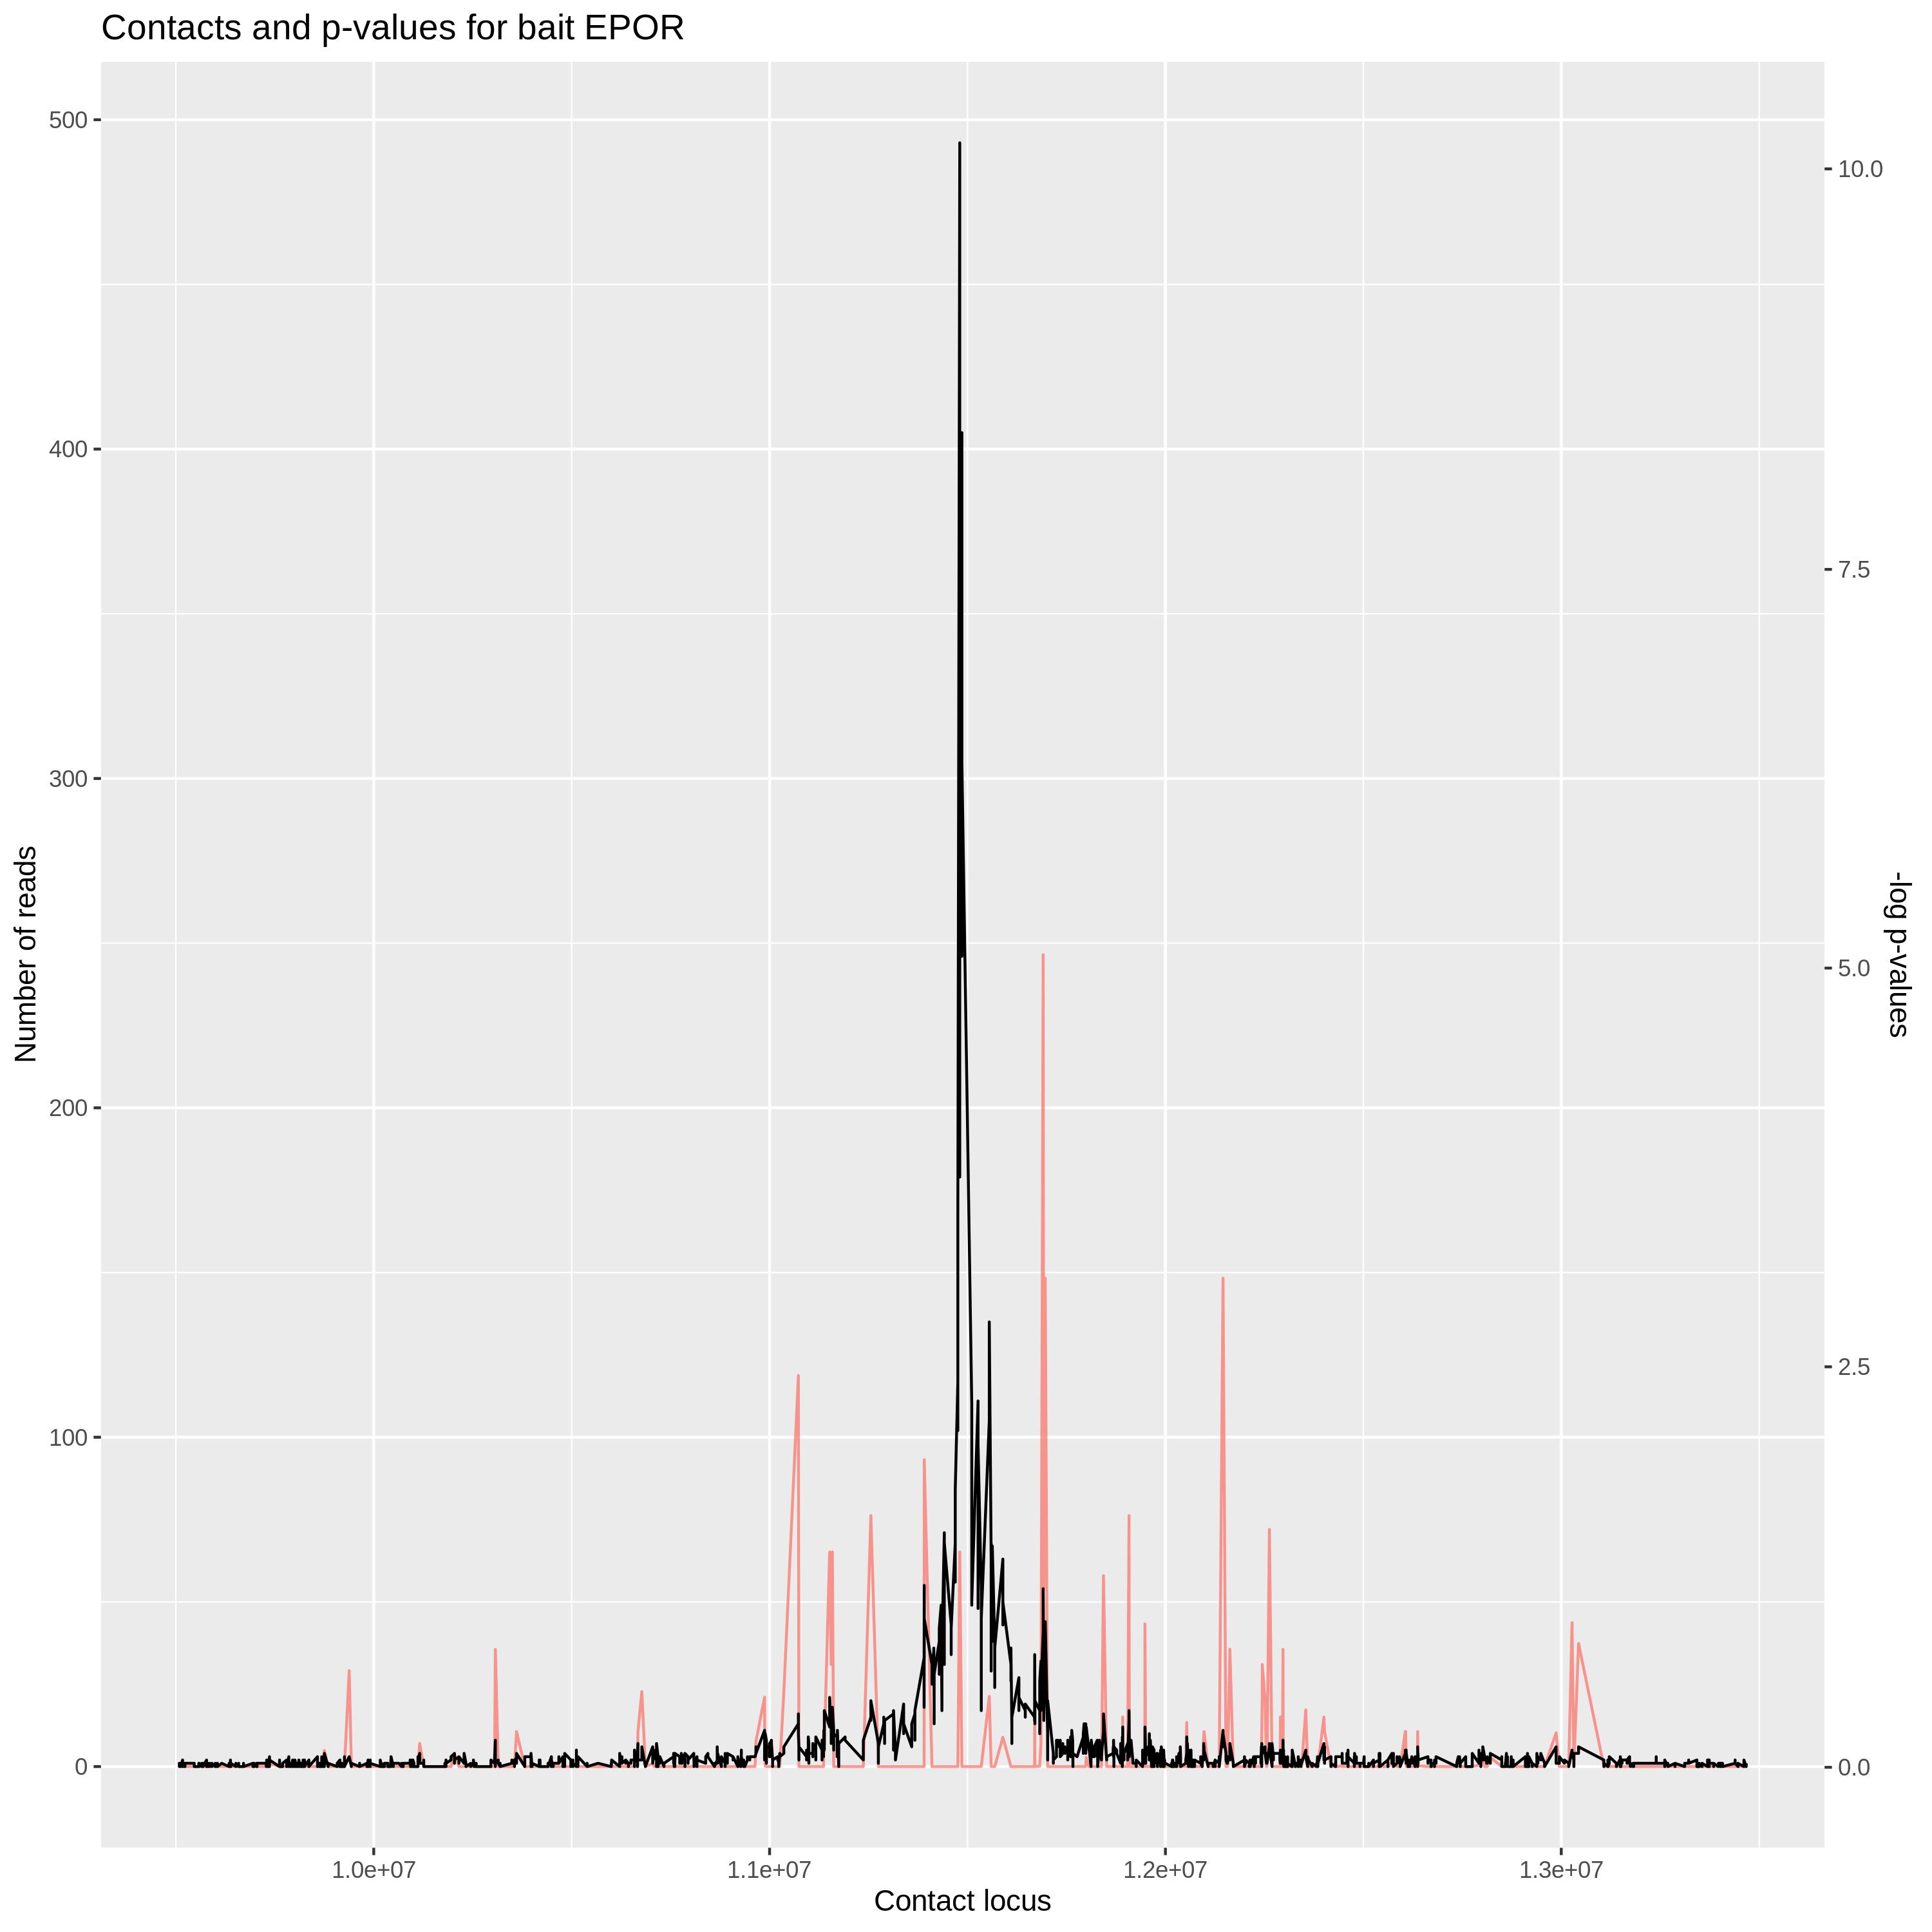 Contacts and p-values for bait EPOR
500
400
300
200
100
0
Number of reads
10.0
7.5
5.0
2.5
0.0
-log p-values
1.0e+07
1.1e+07
1.2e+07
1.3e+07
Contact locus